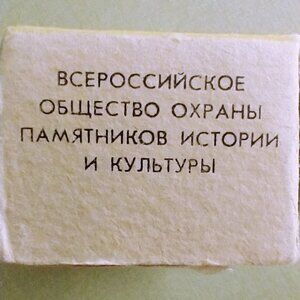 ВСЕРОССИЙСКОЕ
ОБЩЕСТВО ОХРАНЫ
ПАМЯТНИКОВ ИСТОРИИ
И КУЛЬТУРЫ